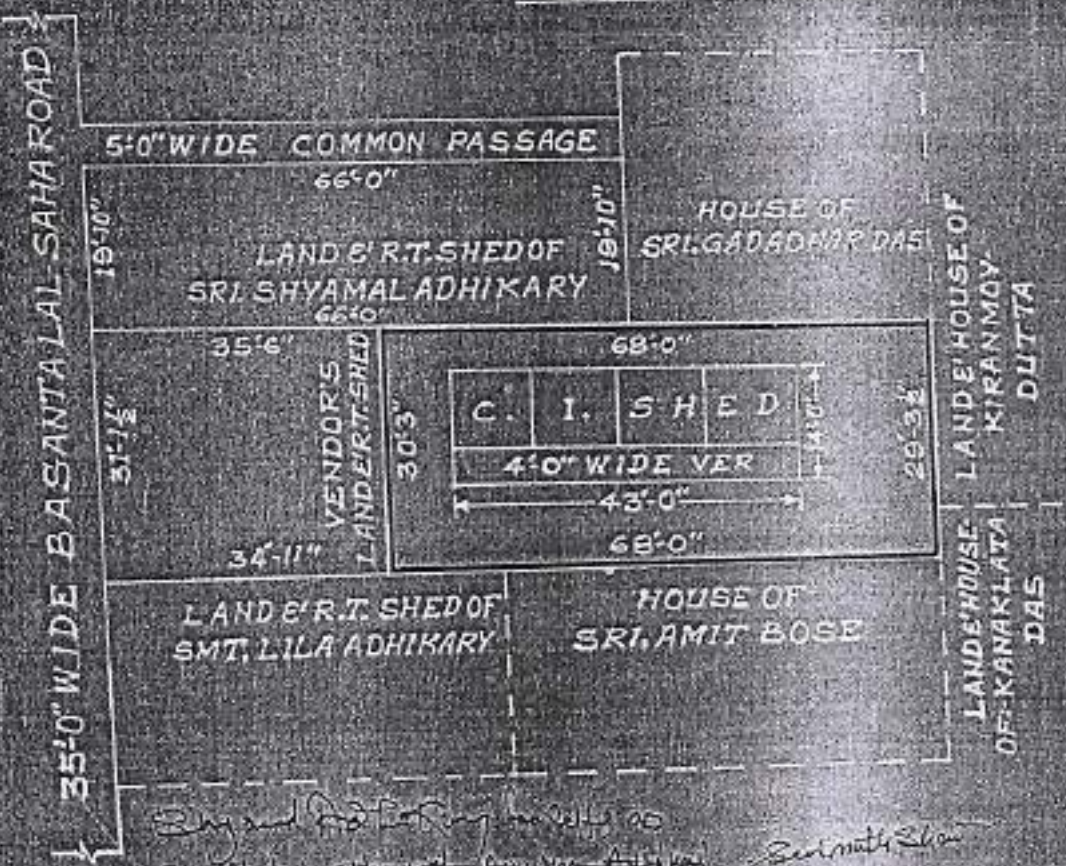 35'-0" WIDE BASANTA LAL-SAHA ROAD
5'-0" WIDE COMMON PASSAGE
66'-0"
19'-10"
19'-10"
LAND & R.T. SHED OF
SRI. SHYAMAL ADHIKARY
66'-0"
HOUSE OF
SRI. GADADHAR DAS
LAND & HOUSE OF
KIRANMOY-
DUTTA
35'-6"
31'-1½"
VENDOR'S
LAND & R.T. SHED
34'-11"
68'-0"
30'-3"
C. I. SHED
14'-0"
4'-0" WIDE VER
43'-0"
68'-0"
29'-3½"
LAND & R.T. SHED OF
SMT. LILA ADHIKARY
HOUSE OF
SRI. AMIT BOSE
LAND & HOUSE
OF:-KANAKLATA
DAS